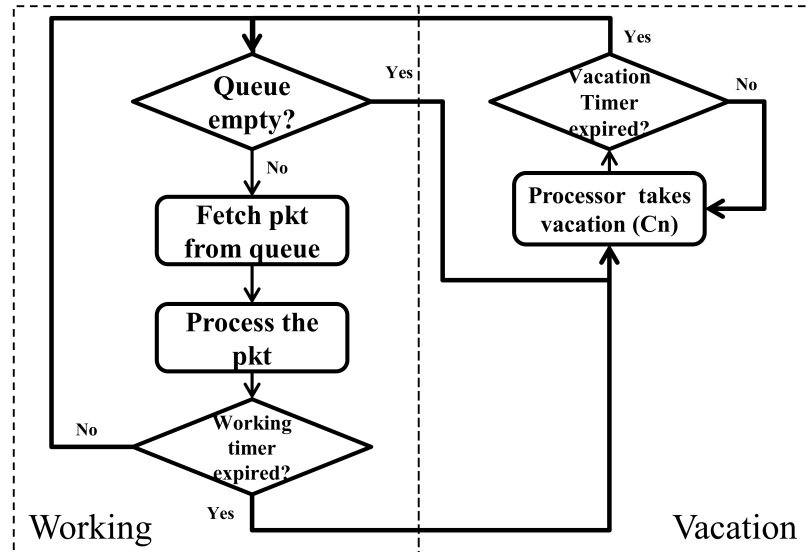 Queue
empty?
Yes
No
Fetch pkt
from queue
Process the
pkt
Working
timer
expired?
No
Yes
Working
Yes
Vacation
Timer
expired?
No
Processor takes
vacation (Cn)
Vacation